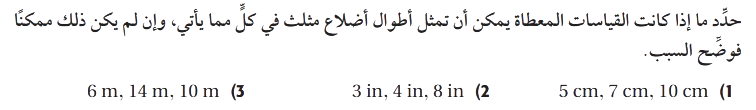 حدِّد ما إذا كانت القياسات المعطاة يمكن أن تمثل أطوال أضلاع مثلث في كلٍّ مما يأتي، وإن لم يكن ذلك ممكنًا
فوضِّح السبب.
(1 5 cm, 7 cm, 10 cm (2 3 in, 4 in, 8 in (3 6 m, 14 m, 10 m